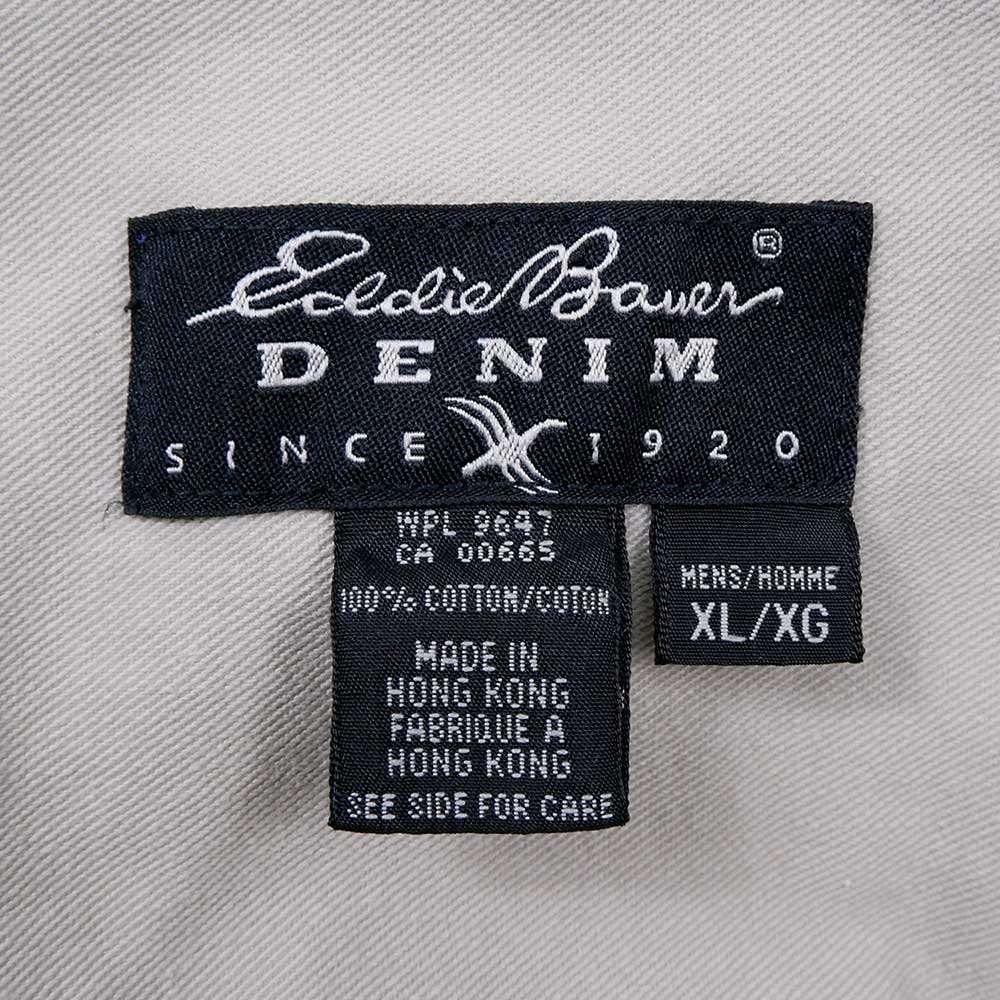 Eddie Bauer®
DENIM
SINCE 1920
WPL 9647
CA 00665
100% COTTON/COTON
MADE IN
HONG KONG
FABRIQUE A
HONG KONG
SEE SIDE FOR CARE
MENS/HOMME
XL/XG